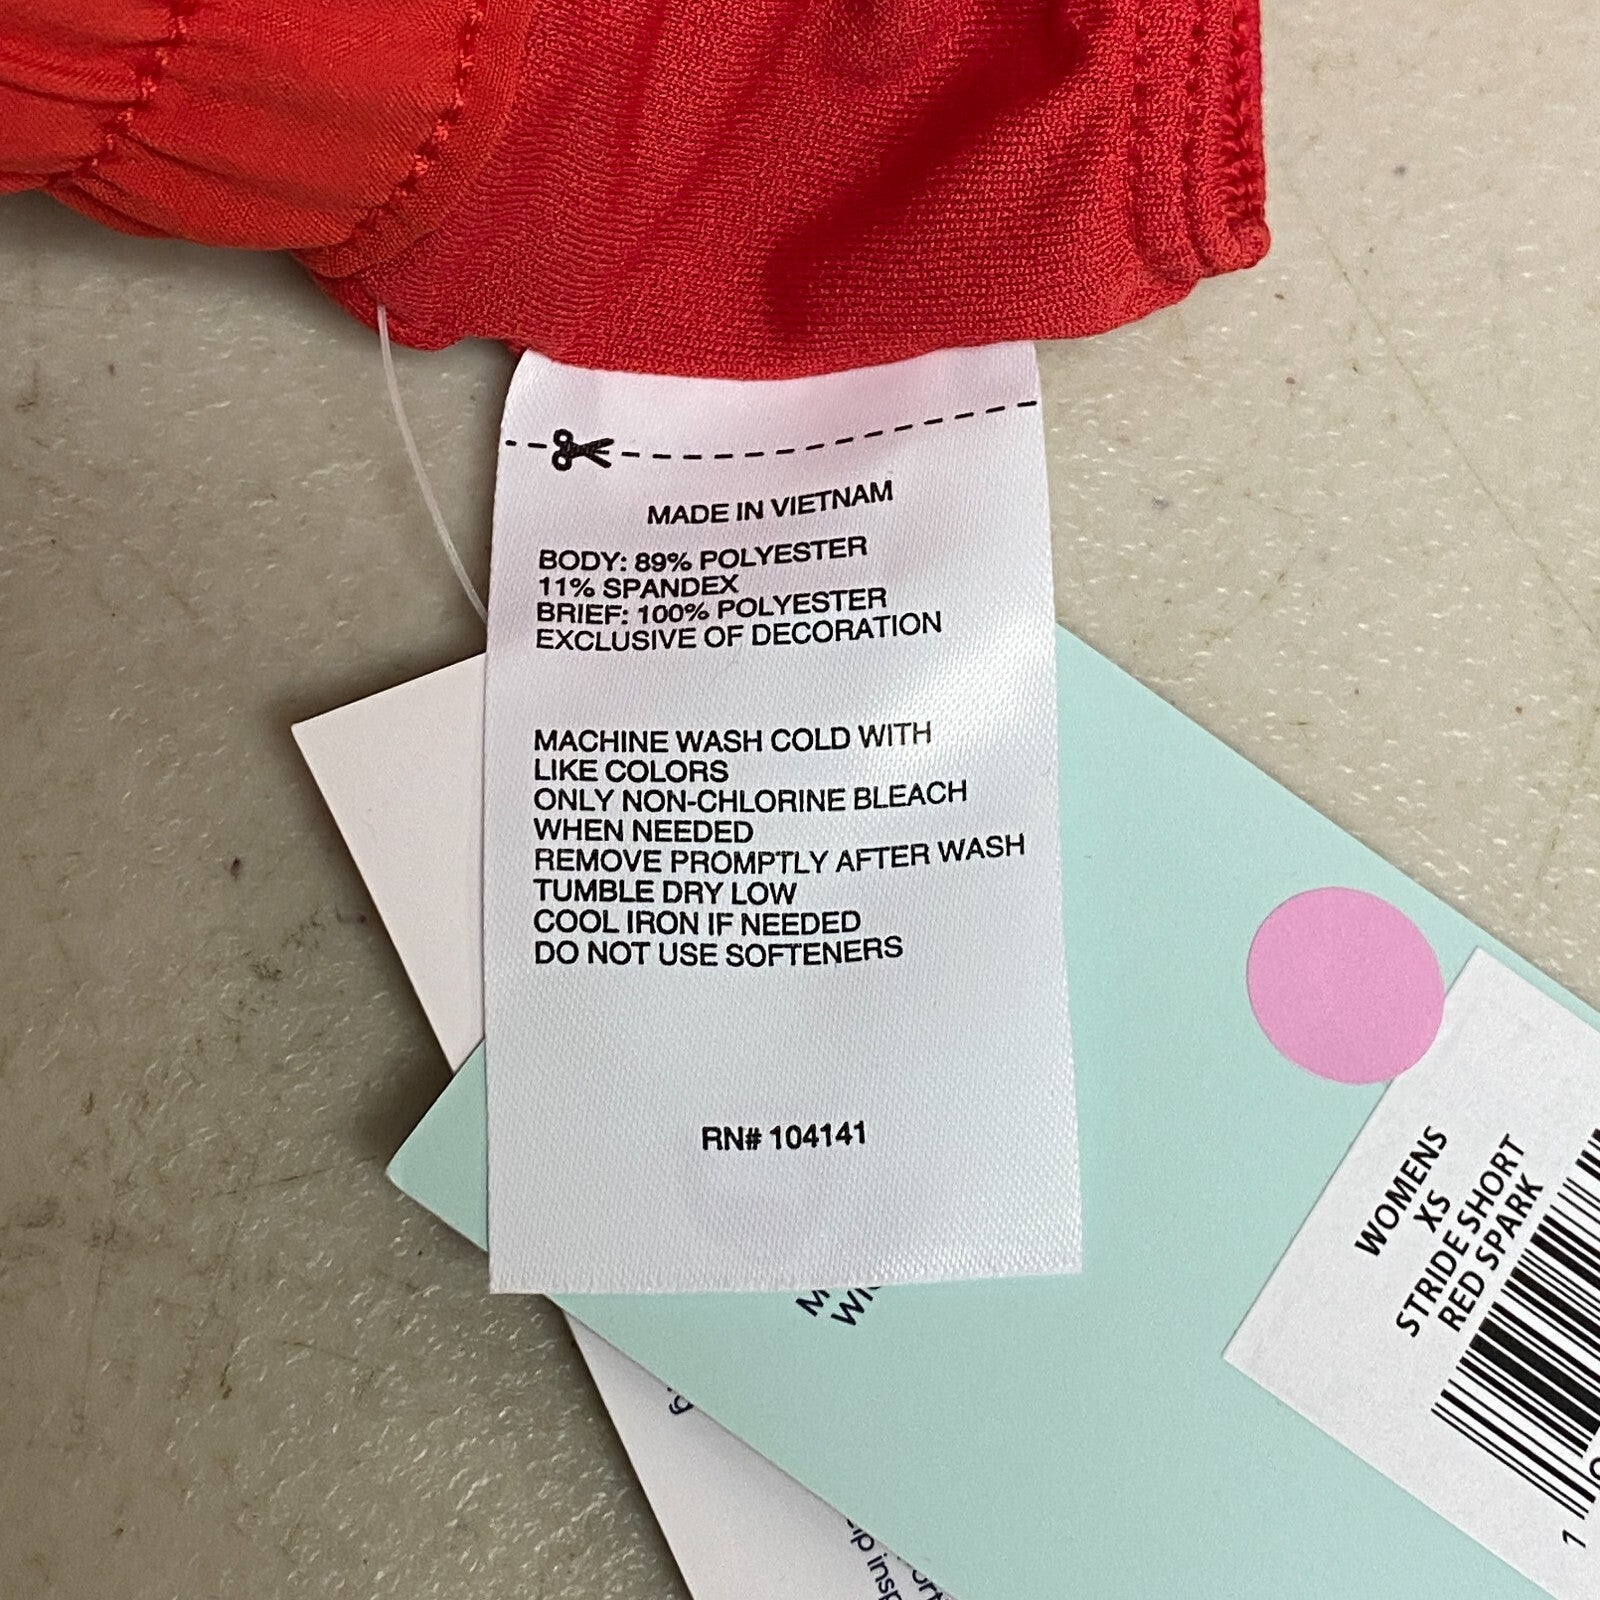 MADE IN VIETNAM
BODY: 89% POLYESTER
11% SPANDEX
BRIEF: 100% POLYESTER
EXCLUSIVE OF DECORATION
MACHINE WASH COLD WITH
LIKE COLORS
ONLY NON-CHLORINE BLEACH
WHEN NEEDED
REMOVE PROMPTLY AFTER WASH
TUMBLE DRY LOW
COOL IRON IF NEEDED
DO NOT USE SOFTENERS
RN# 104141
WOMENS
XS
STRIDE SHORT
RED SPARK
1